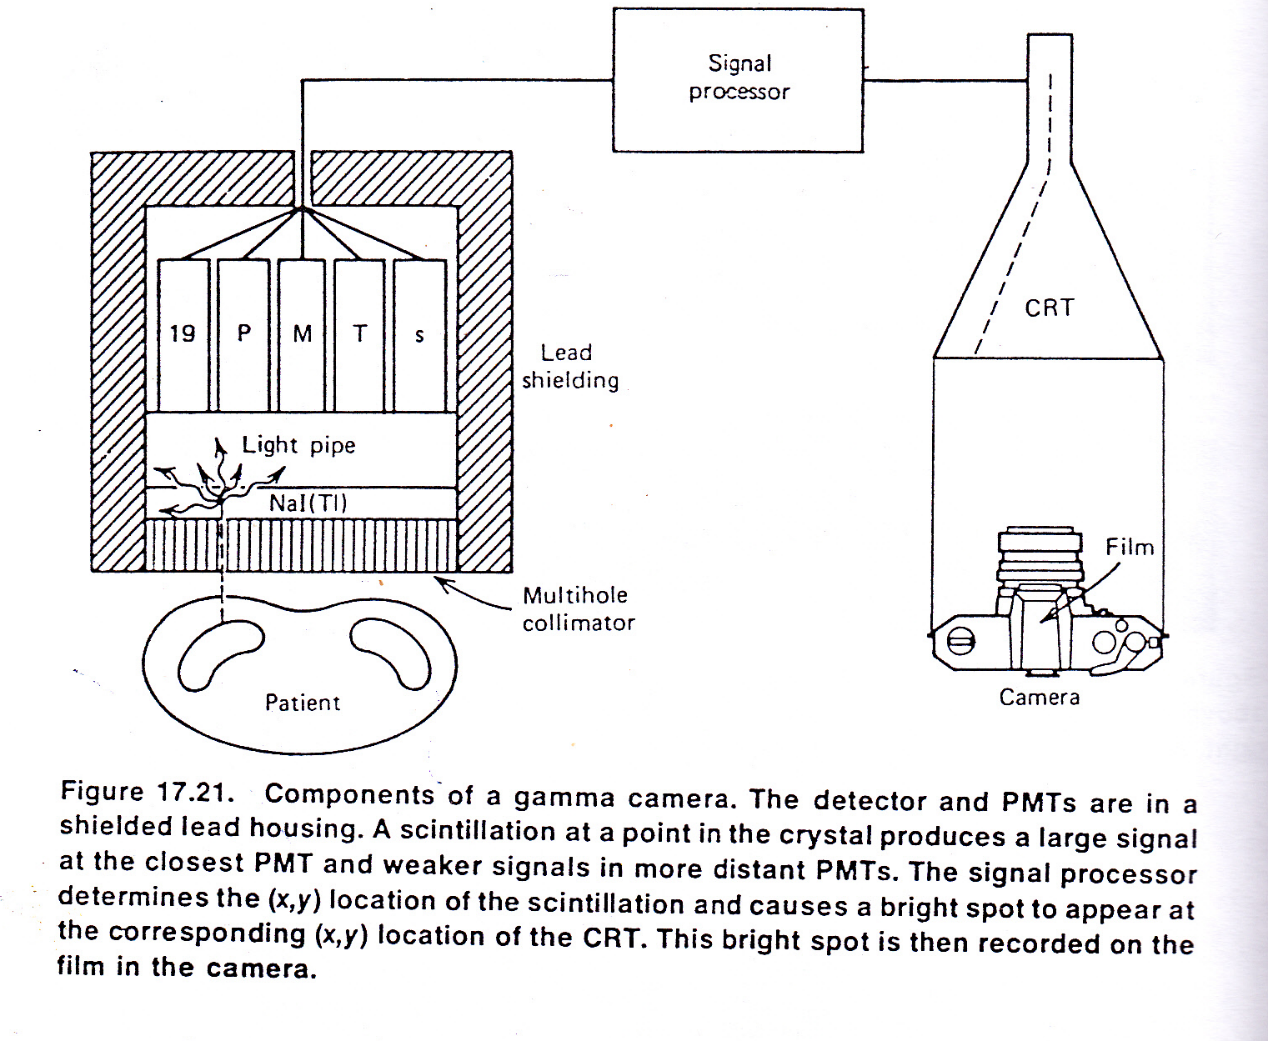 Signal
processor
19 P M T s
Lead
shielding
CRT
Light pipe
NaI(Tl)
Film
Multihole
collimator
Patient
Camera
Figure 17.21. Components of a gamma camera. The detector and PMTs are in a
shielded lead housing. A scintillation at a point in the crystal produces a large signal
at the closest PMT and weaker signals in more distant PMTs. The signal processor
determines the (x,y) location of the scintillation and causes a bright spot to appear at
the corresponding (x,y) location of the CRT. This bright spot is then recorded on the
film in the camera.